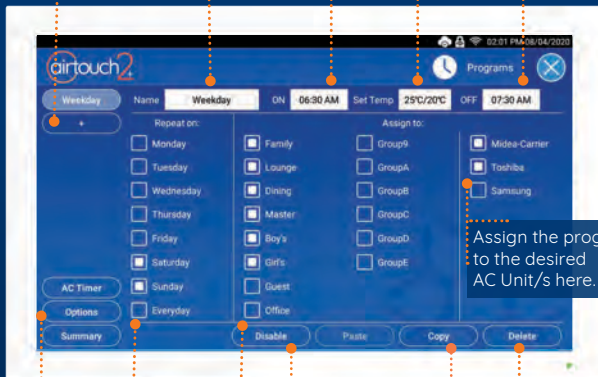 02:01 PM 08/04/2020
airtouch2.
Programs
Weekday
Name Weekday ON 06:30 AM Set Temp 25°C/20°C OFF 07:30 AM
+
Repeat on:
Assign to:
Monday Family Group9 Midea-Carrier
Tuesday Lounge GroupA Toshiba
Wednesday Dining GroupB Samsung
Thursday Master GroupC
Friday Boy's GroupD
Saturday Girl's GroupE
Sunday Guest
Everyday Office
AC Timer
Options
Summary
Disable Paste Copy Delete
Assign the prog
to the desired
AC Unit/s here.